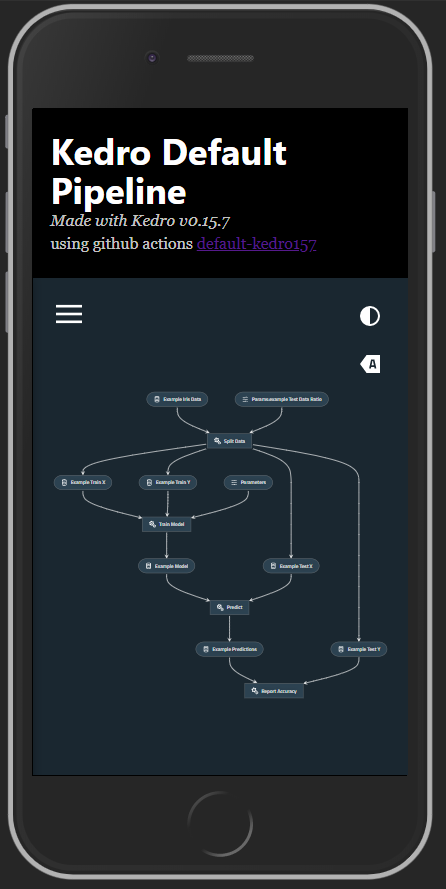 Kedro Default
Pipeline
Made with Kedro v0.15.7
using github actions default-kedro157
A
Example Iris Data
Params:example Test Data Ratio
Split Data
Example Train X
Example Train Y
Parameters
Train Model
Example Model
Example Test X
Predict
Example Predictions
Example Test Y
Report Accuracy